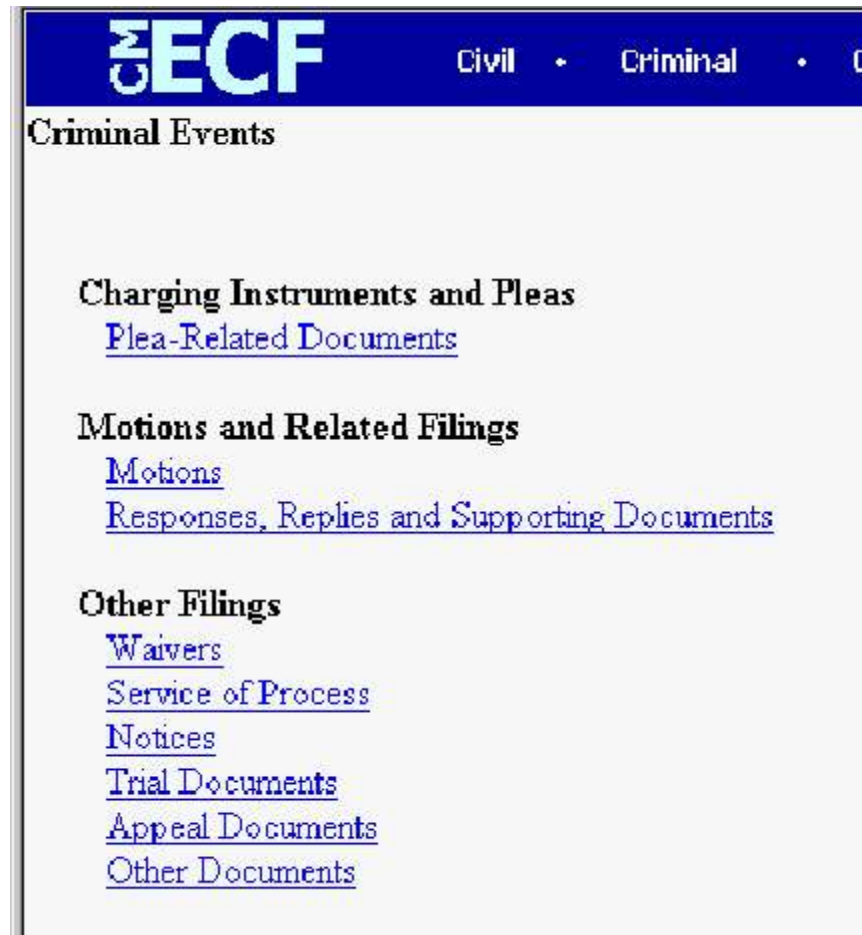 CM ECF Civil • Criminal •
Criminal Events
Charging Instruments and Pleas
Plea-Related Documents
Motions and Related Filings
Motions
Responses, Replies and Supporting Documents
Other Filings
Waivers
Service of Process
Notices
Trial Documents
Appeal Documents
Other Documents